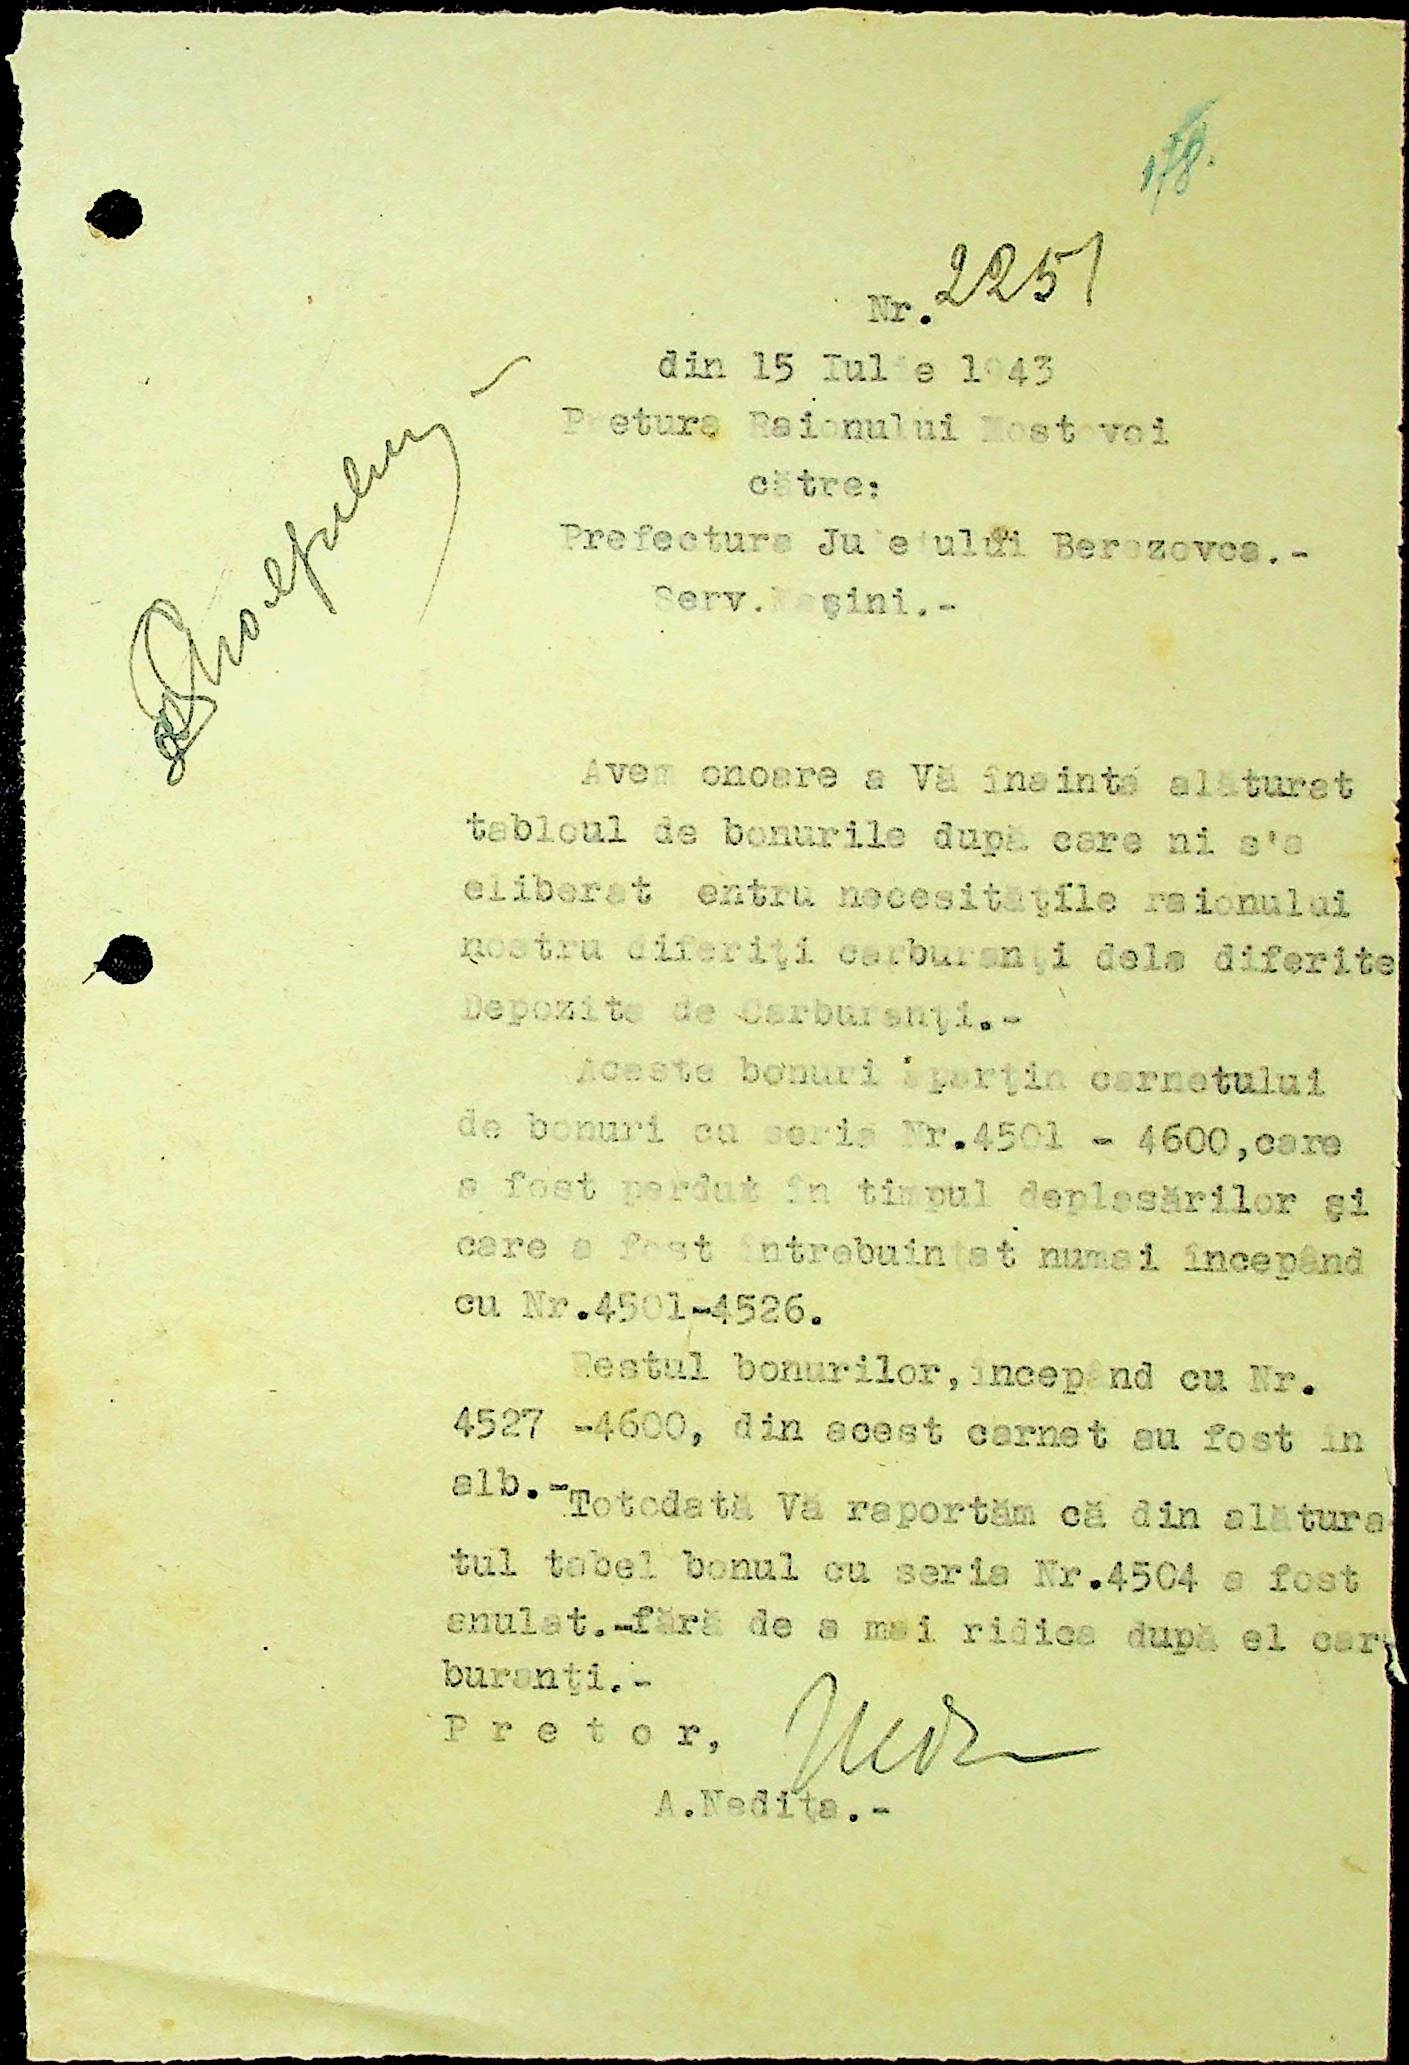 178.
Nr. 2251
din 15 Iulie 1943
Pretura Raionului Mostovoi
către:
Prefectura Județului Berezovca.-
Serv. Mașini.-
Avem onoare a Vă înainta alăturat
tabloul de bonurile după care ni s'a
eliberat entru necesitățile raionului
nostru diferiți carburanți dela diferite
Depozite de Carburanți.-
Aceste bonuri aparțin carnetului
de bonuri cu seria Nr.4501 - 4600,care
a fost perdut în timpul deplasărilor și
care a fost întrebuințat numai începând
cu Nr.4501-4526.
Restul bonurilor,începând cu Nr.
4527 -4600, din acest carnet au fost în
alb.-
Totodată Vă raportăm că din alătura
tul tabel bonul cu seria Nr.4504 a fost
anulat.-fără de a mai ridica după el car
buranți.-
P r e t o r,
A.Nedița.-